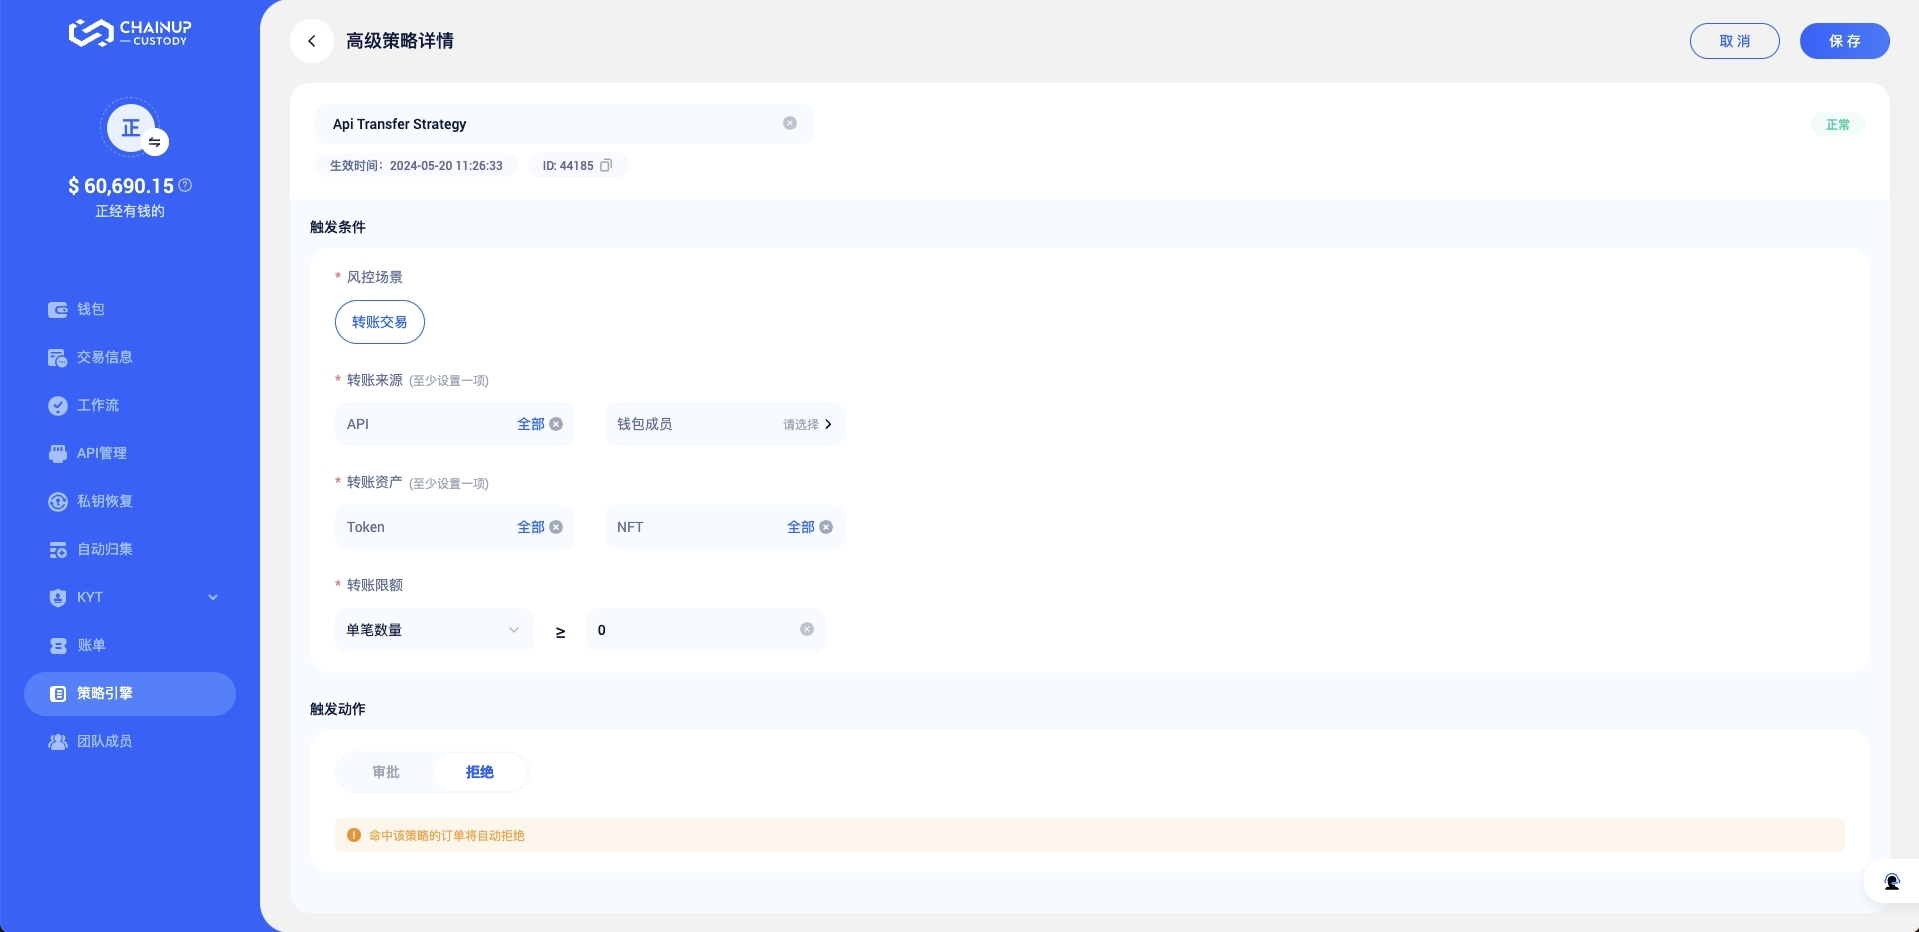 CHAINUP
CUSTODY
正
$ 60,690.15
正经有钱的
钱包
交易信息
工作流
API管理
私钥恢复
自动归集
KYT
账单
策略引擎
团队成员
高级策略详情
取 消
保 存
Api Transfer Strategy
正常
生效时间：2024-05-20 11:26:33
ID: 44185
触发条件
* 风控场景
转账交易
* 转账来源 (至少设置一项)
API 全部
钱包成员 请选择
* 转账资产 (至少设置一项)
Token 全部
NFT 全部
* 转账限额
单笔数量 ≥ 0
触发动作
审批 拒绝
命中该策略的订单将自动拒绝